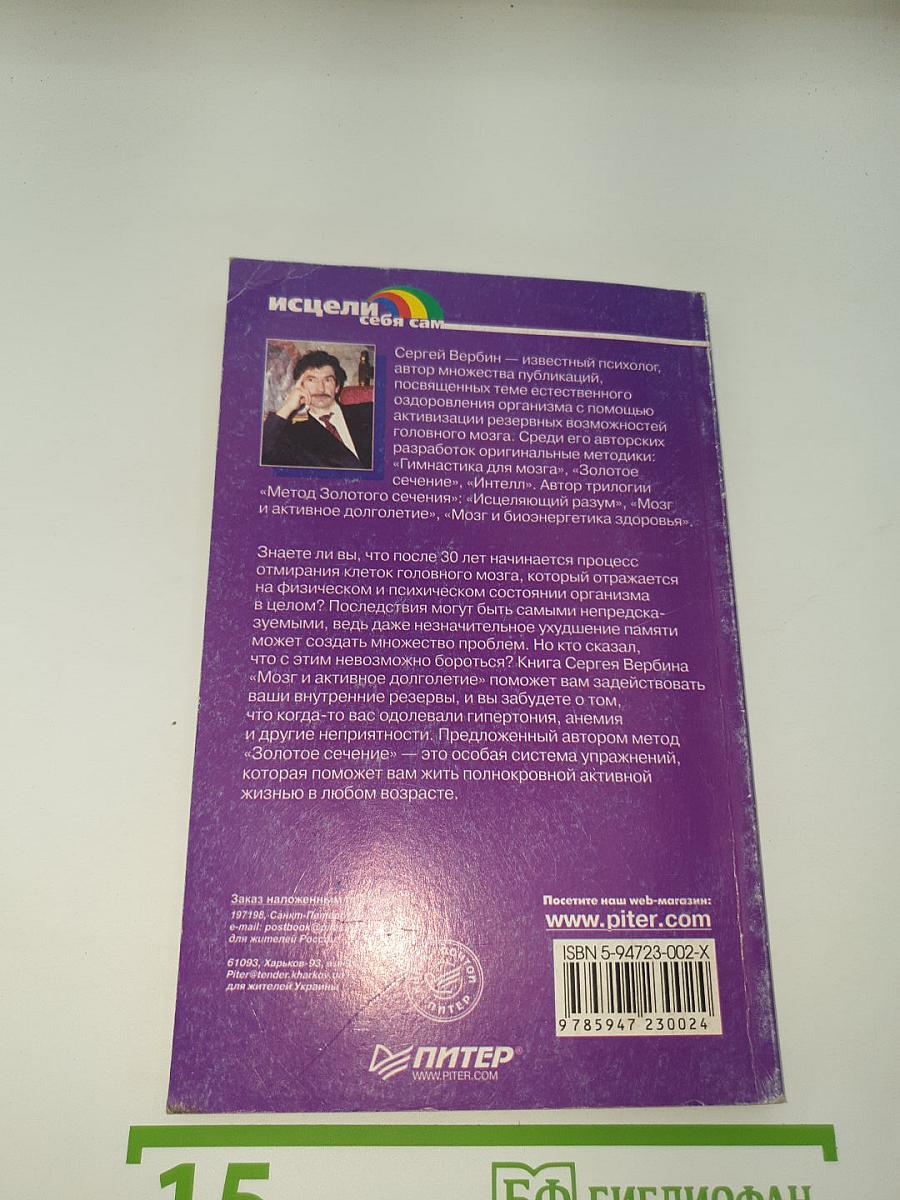 исцели
себя сам
Сергей Вербин — известный психолог,
автор множества публикаций,
посвященных теме естественного
оздоровления организма с помощью
активизации резервных возможностей
головного мозга. Среди его авторских
разработок оригинальные методики:
«Гимнастика для мозга», «Золотое
сечение», «Интелл». Автор трилогии
«Метод Золотого сечения»: «Исцеляющий разум», «Мозг
и активное долголетие», «Мозг и биоэнергетика здоровья».
Знаете ли вы, что после 30 лет начинается процесс
отмирания клеток головного мозга, который отражается
на физическом и психическом состоянии организма
в целом? Последствия могут быть самыми непредска-
зуемыми, ведь даже незначительное ухудшение памяти
может создать множество проблем. Но кто сказал,
что с этим невозможно бороться? Книга Сергея Вербина
«Мозг и активное долголетие» поможет вам задействовать
ваши внутренние резервы, и вы забудете о том,
что когда-то вас одолевали гипертония, анемия
и другие неприятности. Предложенный автором метод
«Золотое сечение» — это особая система упражнений,
которая поможет вам жить полнокровной активной
жизнью в любом возрасте.
Заказ наложенным
197198, Санкт-Петер
e-mail: postbook@
для жителей России
61093, Харьков-93,
Piter@tender.kharkov.ua
для жителей Украины
ПИТЕР
Посетите наш web-магазин:
www.piter.com
ISBN 5-94723-002-X
9 785947 230024
ПИТЕР®
WWW.PITER.COM
15
БФ БИБЛИОФАН